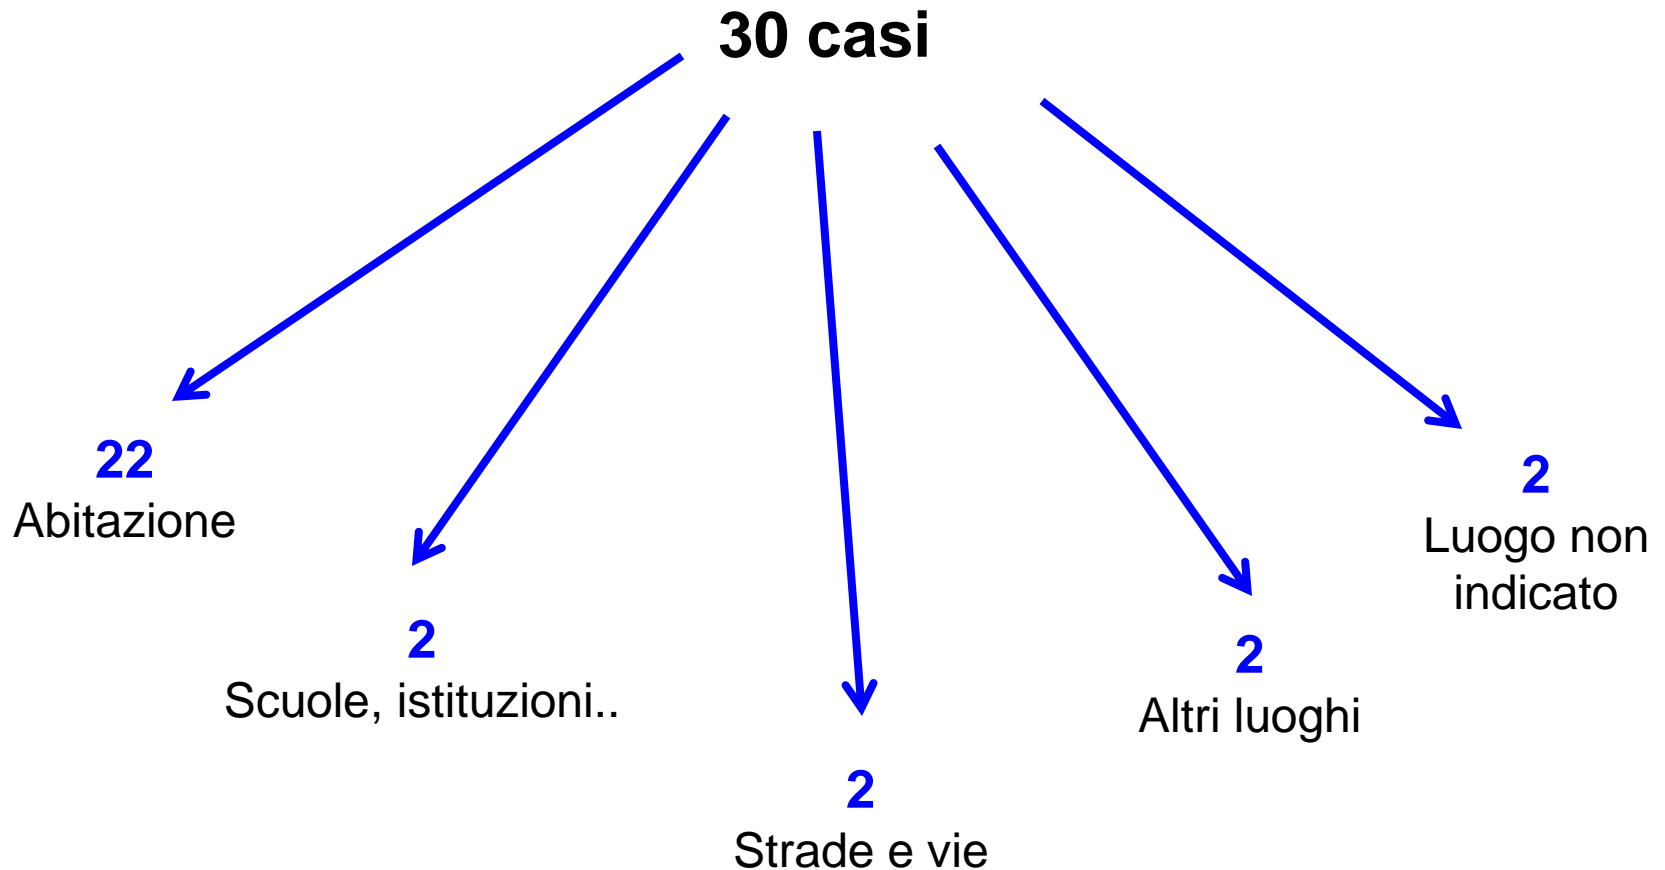 30 casi
22
Abitazione
2
Scuole, istituzioni..
2
Strade e vie
2
Altri luoghi
2
Luogo non
indicato